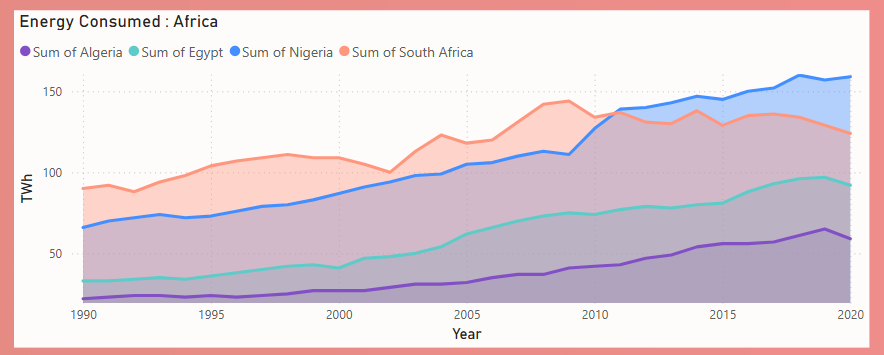 Energy Consumed : Africa
Sum of Algeria Sum of Egypt Sum of Nigeria Sum of South Africa
150
100
50
TWh
1990 1995 2000 2005 2010 2015 2020
Year